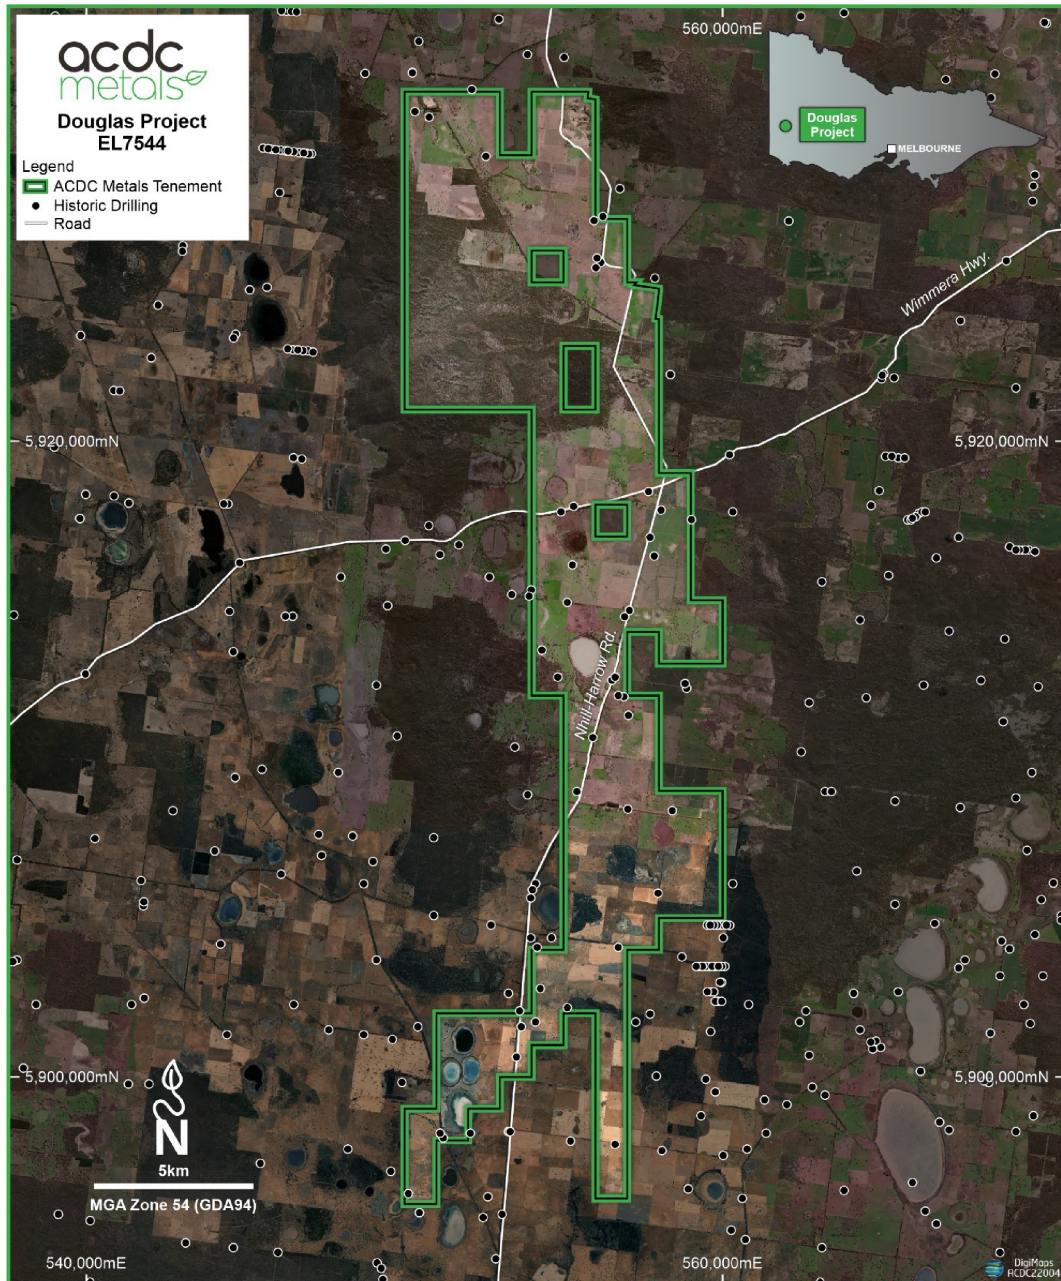 acdc
metals
Douglas Project
EL7544
Legend
ACDC Metals Tenement
Historic Drilling
Road
560,000mE
Douglas
Project
MELBOURNE
Wimmera Hwy.
5,920,000mN
5,920,000mN
Nhill-Harrow Rd.
5,900,000mN
5,900,000mN
N
5km
MGA Zone 54 (GDA94)
540,000mE
560,000mE
DigiMaps
ACDC22004